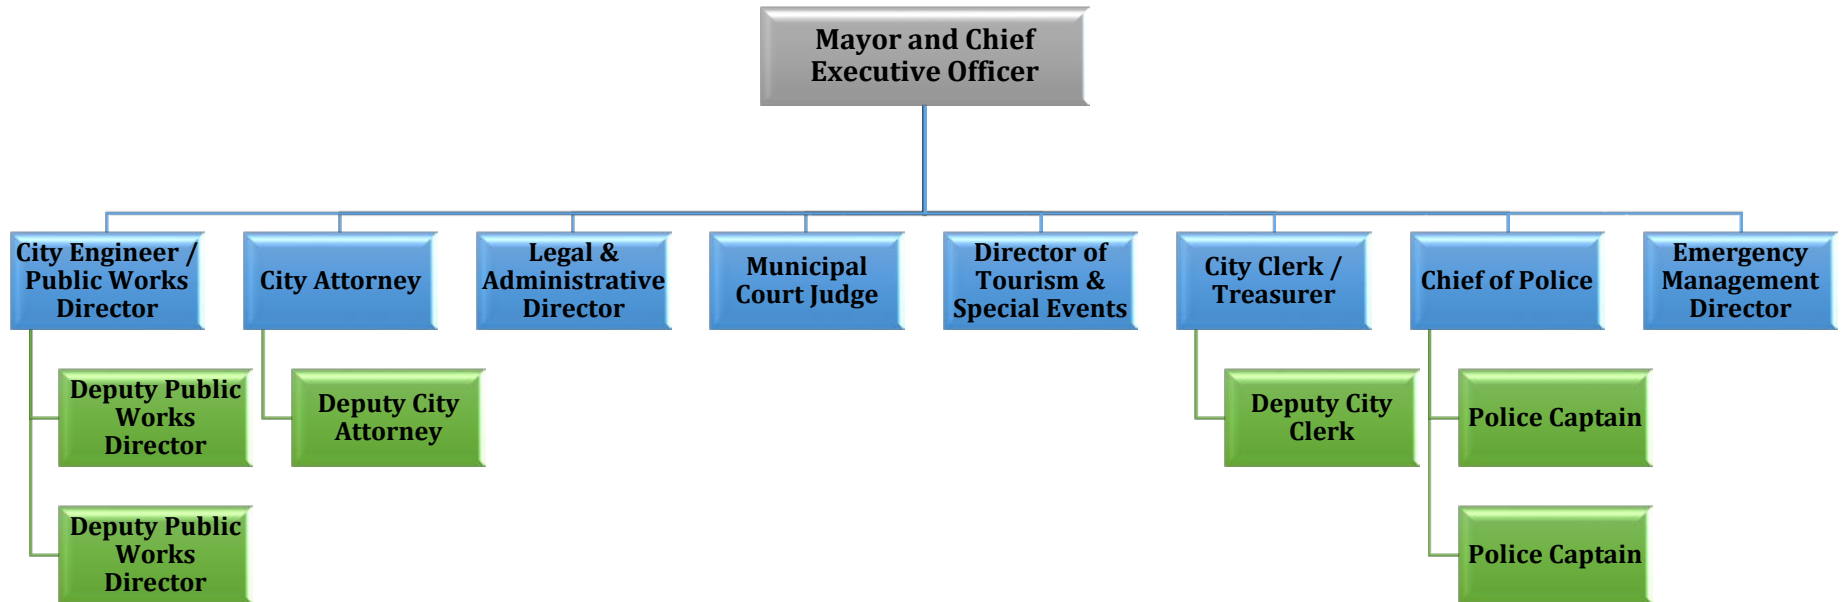 Mayor and Chief
Executive Officer
City Engineer /
Public Works
Director
City Attorney
Legal &
Administrative
Director
Municipal
Court Judge
Director of
Tourism &
Special Events
City Clerk /
Treasurer
Chief of Police
Emergency
Management
Director
Deputy Public
Works
Director
Deputy City
Attorney
Deputy City
Clerk
Police Captain
Deputy Public
Works
Director
Police Captain